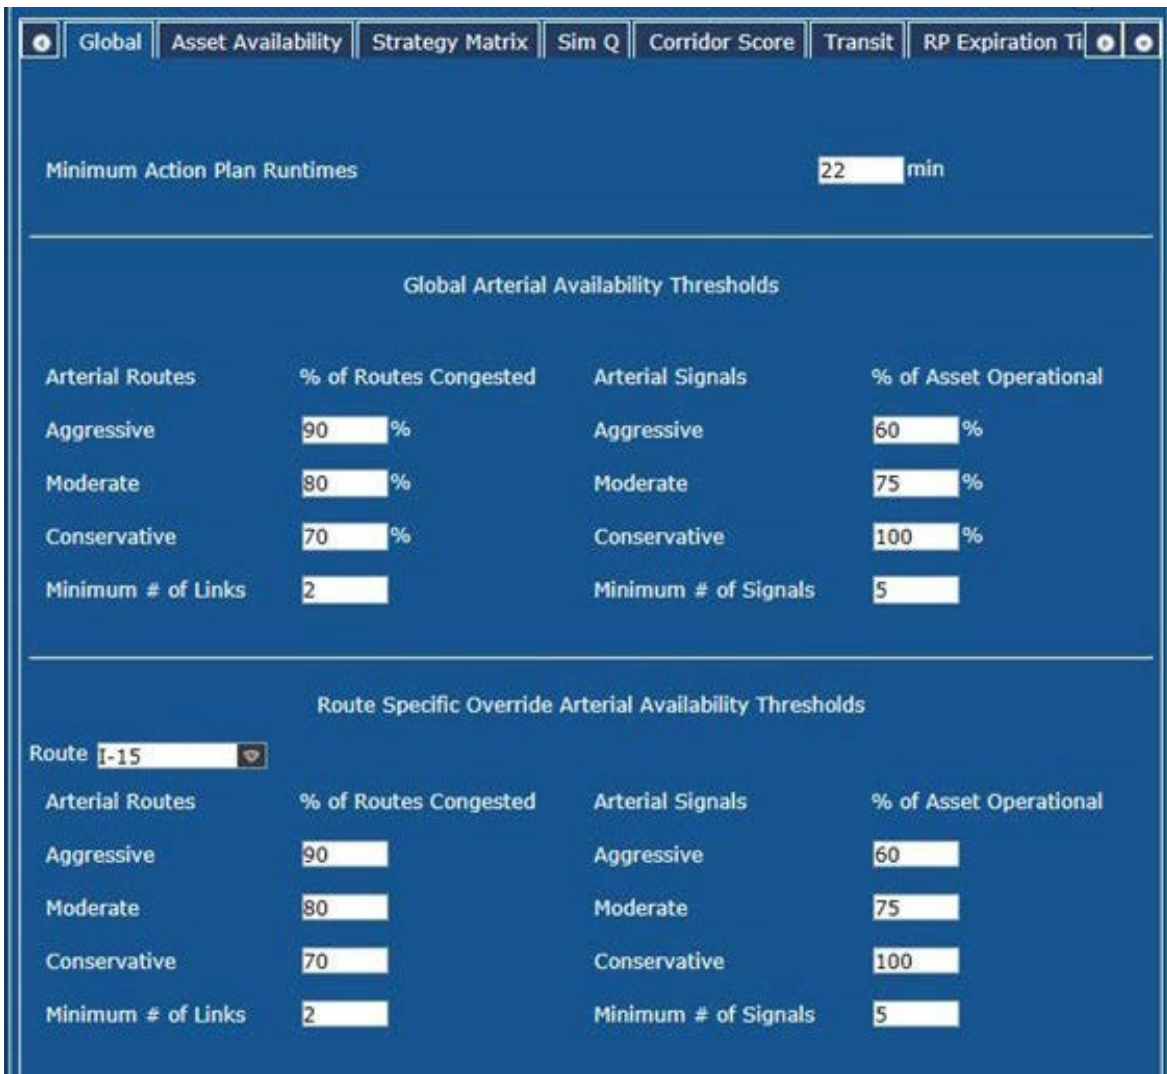 Global Asset Availability Strategy Matrix Sim Q Corridor Score Transit RP Expiration Ti
Minimum Action Plan Runtimes 22 min
Global Arterial Availability Thresholds
Arterial Routes % of Routes Congested Arterial Signals % of Asset Operational
Aggressive 90 % Aggressive 60 %
Moderate 80 % Moderate 75 %
Conservative 70 % Conservative 100 %
Minimum # of Links 2 Minimum # of Signals 5
Route Specific Override Arterial Availability Thresholds
Route I-15
Arterial Routes % of Routes Congested Arterial Signals % of Asset Operational
Aggressive 90 Aggressive 60
Moderate 80 Moderate 75
Conservative 70 Conservative 100
Minimum # of Links 2 Minimum # of Signals 5